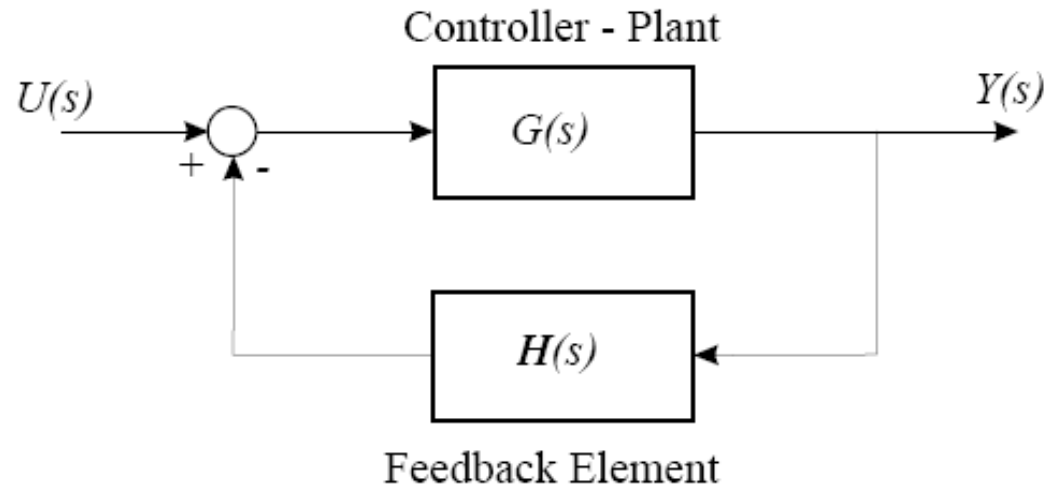 Controller - Plant
U(s)
G(s)
Y(s)
+ -
H(s)
Feedback Element